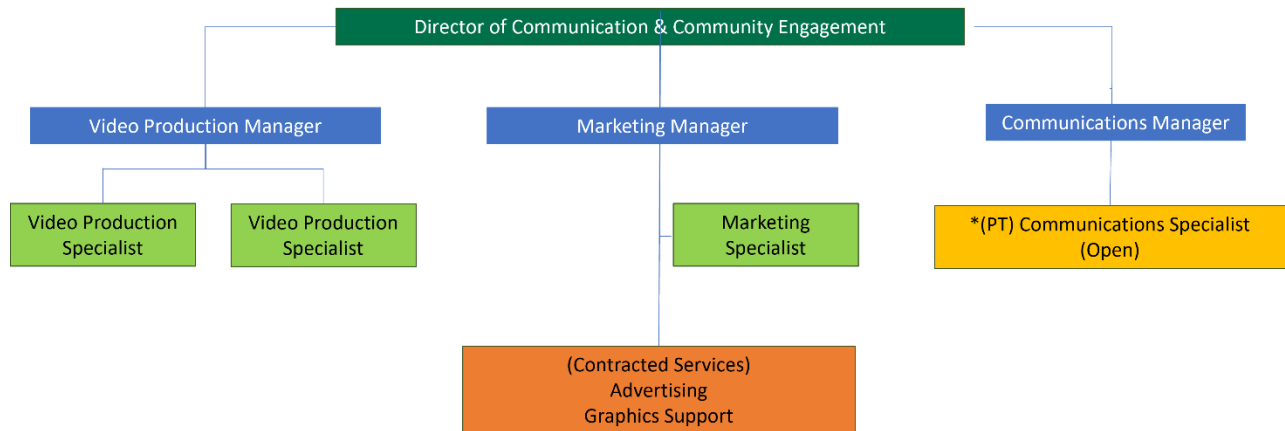 Director of Communication & Community Engagement
Video Production Manager
Marketing Manager
Communications Manager
Video Production
Specialist
Video Production
Specialist
Marketing
Specialist
*(PT) Communications Specialist
(Open)
(Contracted Services)
Advertising
Graphics Support